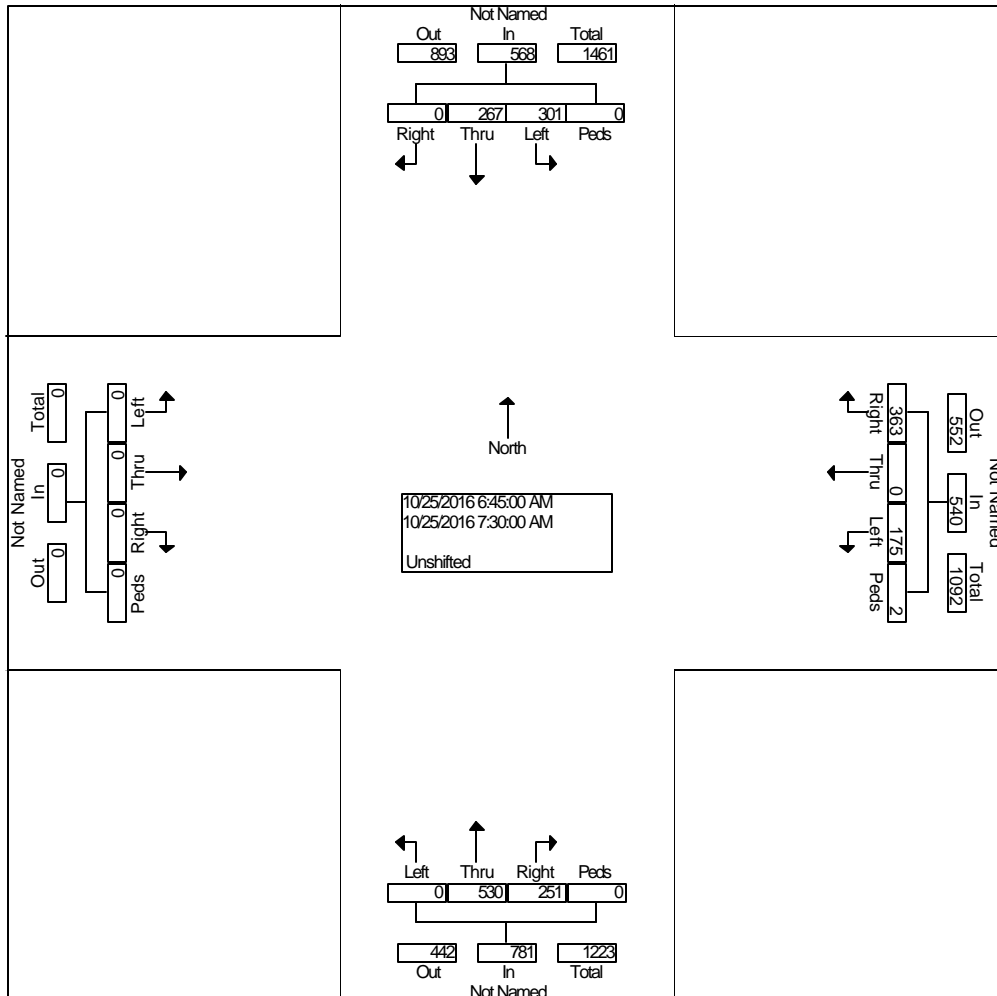 Not Named
Out In Total
893 568 1461
0 267 301 0
Right Thru Left Peds
Total 0
In 0
Out 0
Not Named
Left 0
Thru 0
Right 0
Peds 0
North
10/25/2016 6:45:00 AM
10/25/2016 7:30:00 AM
Unshifted
Right 363
Thru 0
Left 175
Peds 2
Out 552
In 540
Total 1092
Not Named
Left Thru Right Peds
0 530 251 0
442 781 1223
Out In Total
Not Named